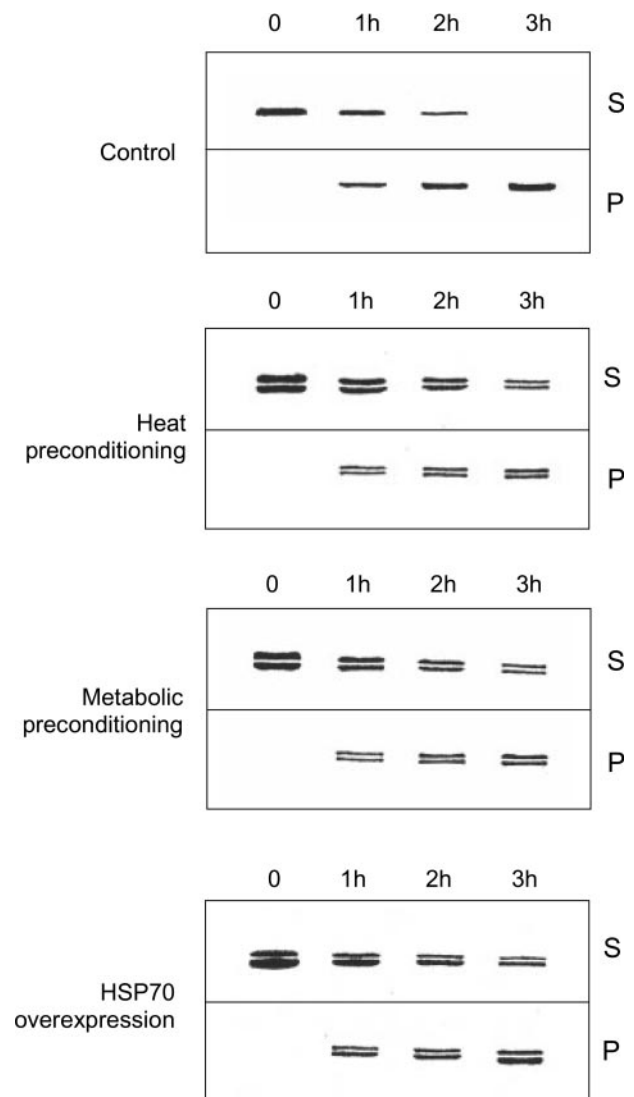 0 1h 2h 3h
S
Control
P
0 1h 2h 3h
S
Heat
preconditioning
P
0 1h 2h 3h
S
Metabolic
preconditioning
P
0 1h 2h 3h
S
HSP70
overexpression
P